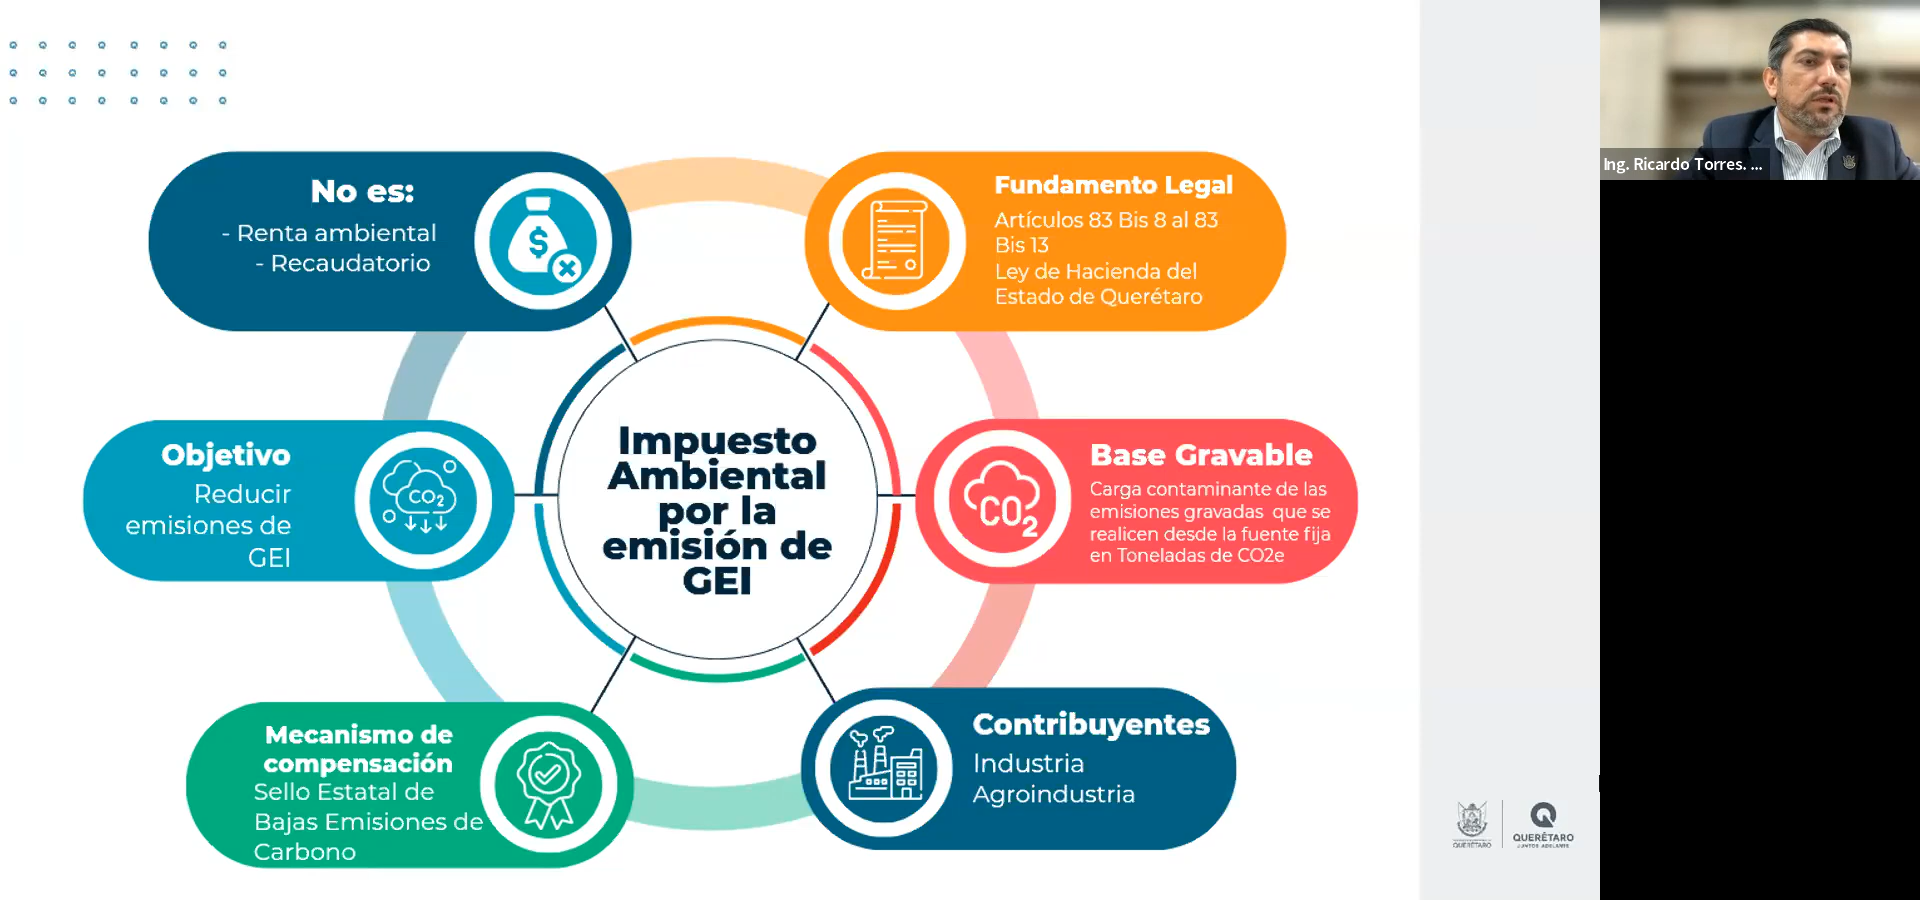 No es:
- Renta ambiental
- Recaudatorio
$
Fundamento Legal
Artículos 83 Bis 8 al 83
Bis 13
Ley de Hacienda del
Estado de Querétaro
Objetivo
Reducir
emisiones de
GEI
CO2
Impuesto
Ambiental
por la
emisión de
GEI
CO2
Base Gravable
Carga contaminante de las
emisiones gravadas que se
realicen desde la fuente fija
en Toneladas de CO2e
Mecanismo de
compensación
Sello Estatal de
Bajas Emisiones de
Carbono
Contribuyentes
Industria
Agroindustria
Ing. Ricardo Torres. ...
QUERÉTARO
QUERÉTARO
JUNTOS ADELANTE